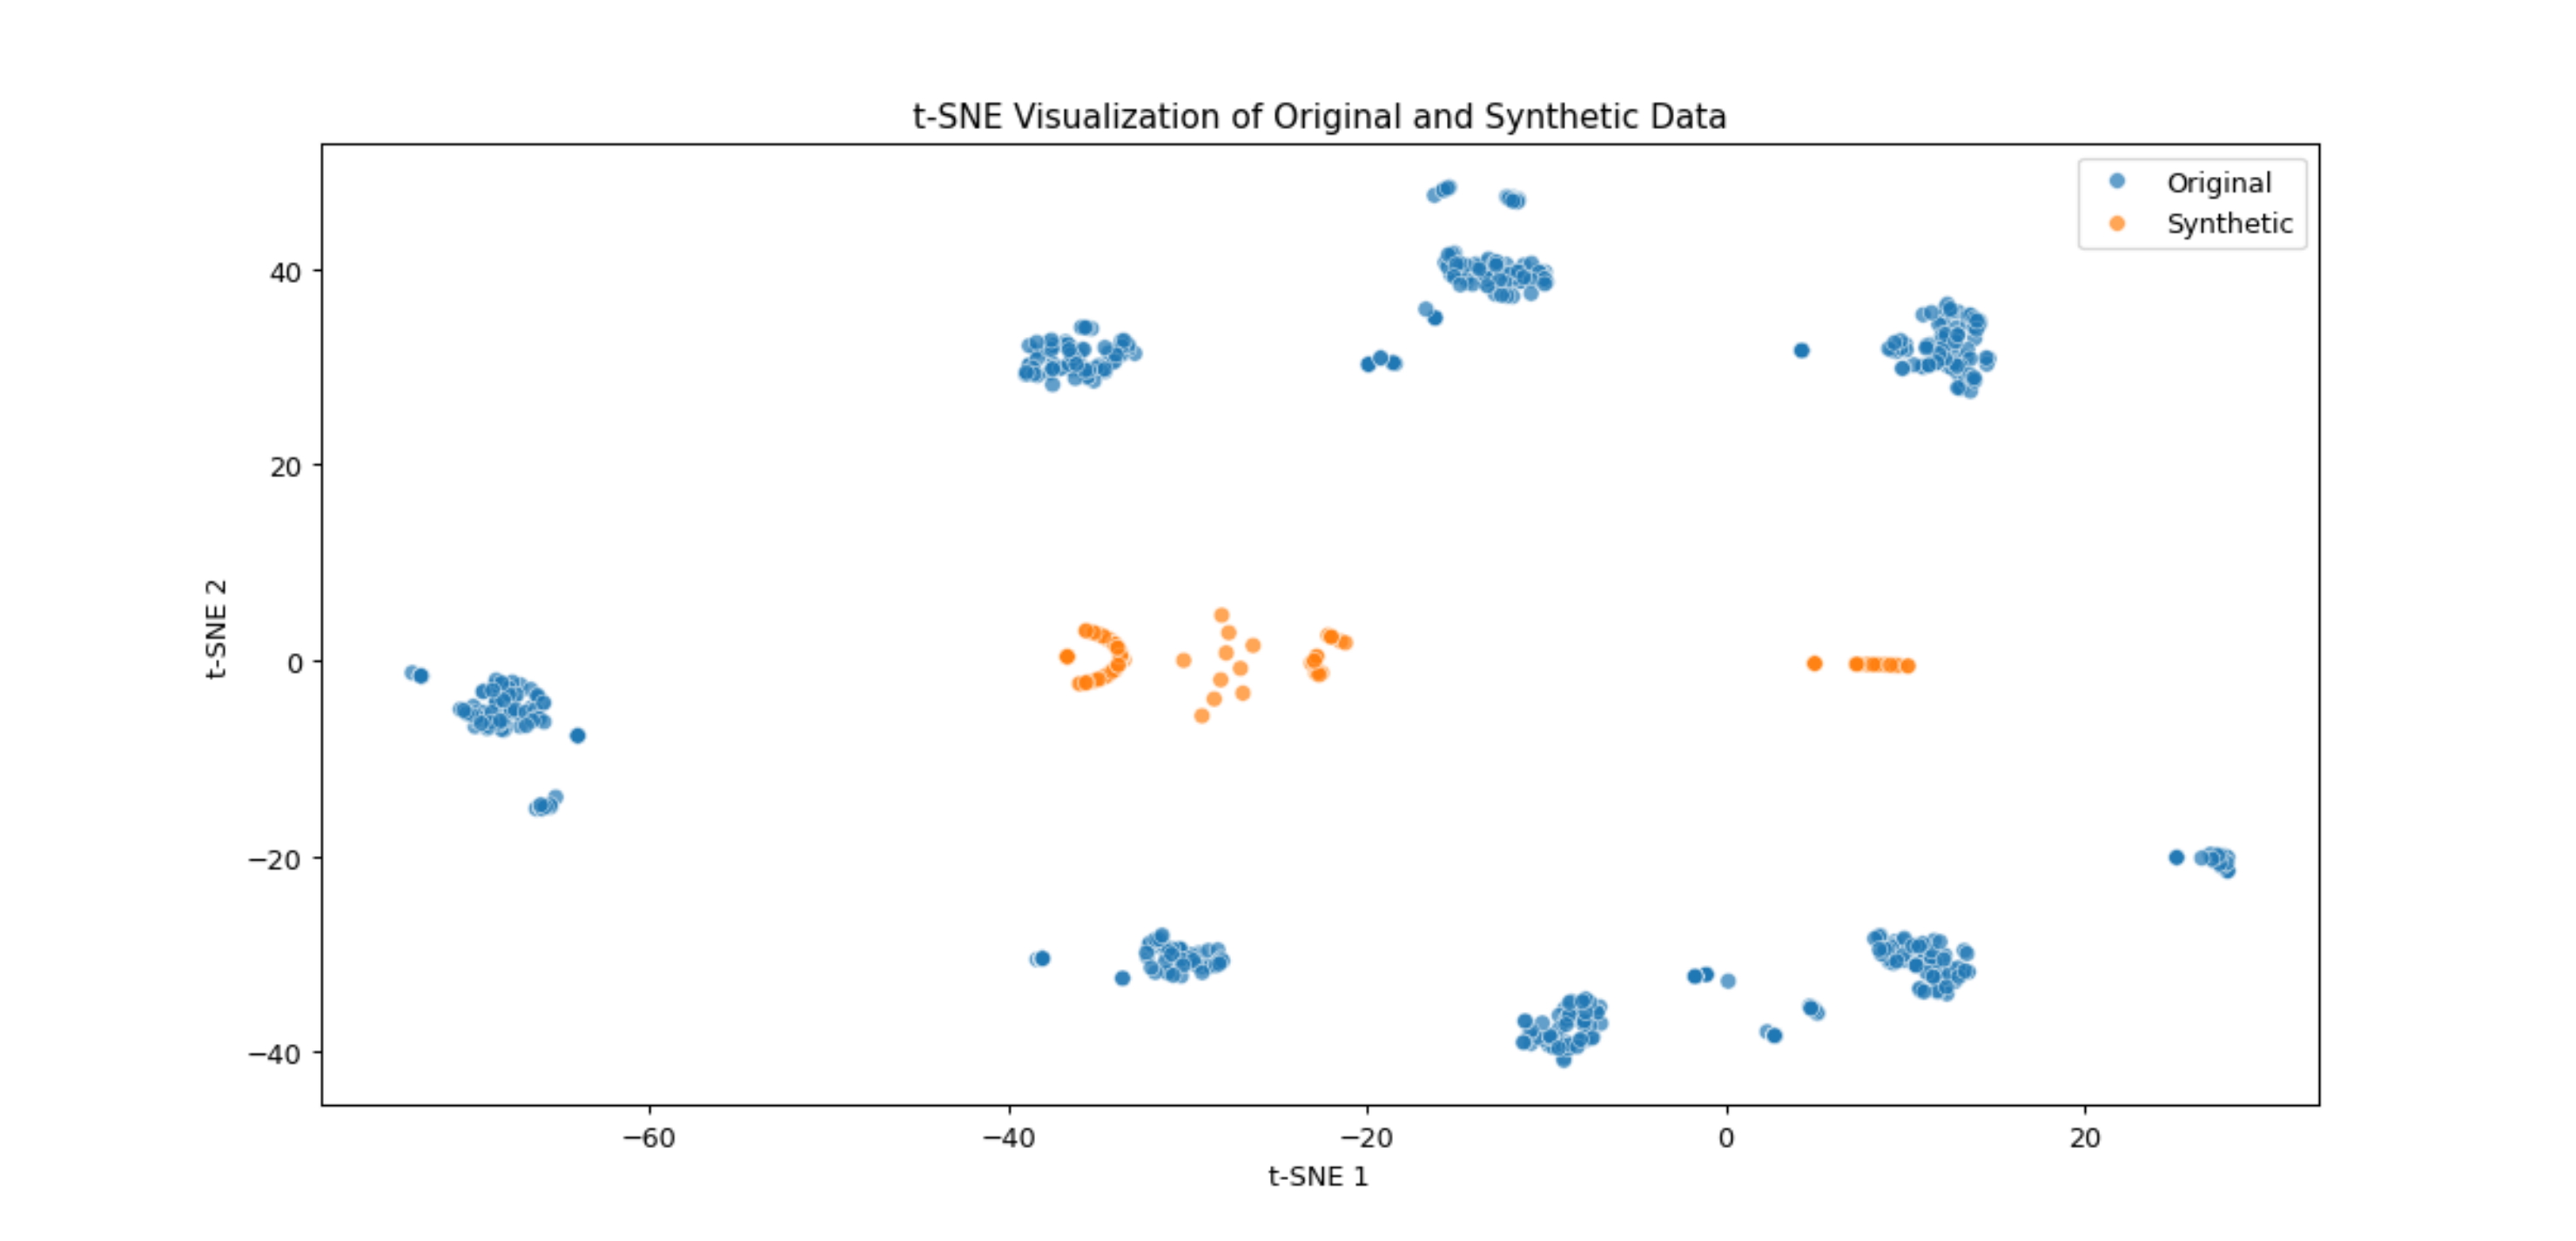 t-SNE Visualization of Original and Synthetic Data
Original
Synthetic
40
20
0
−20
−40
t-SNE 2
−60
−40
−20
0
20
t-SNE 1